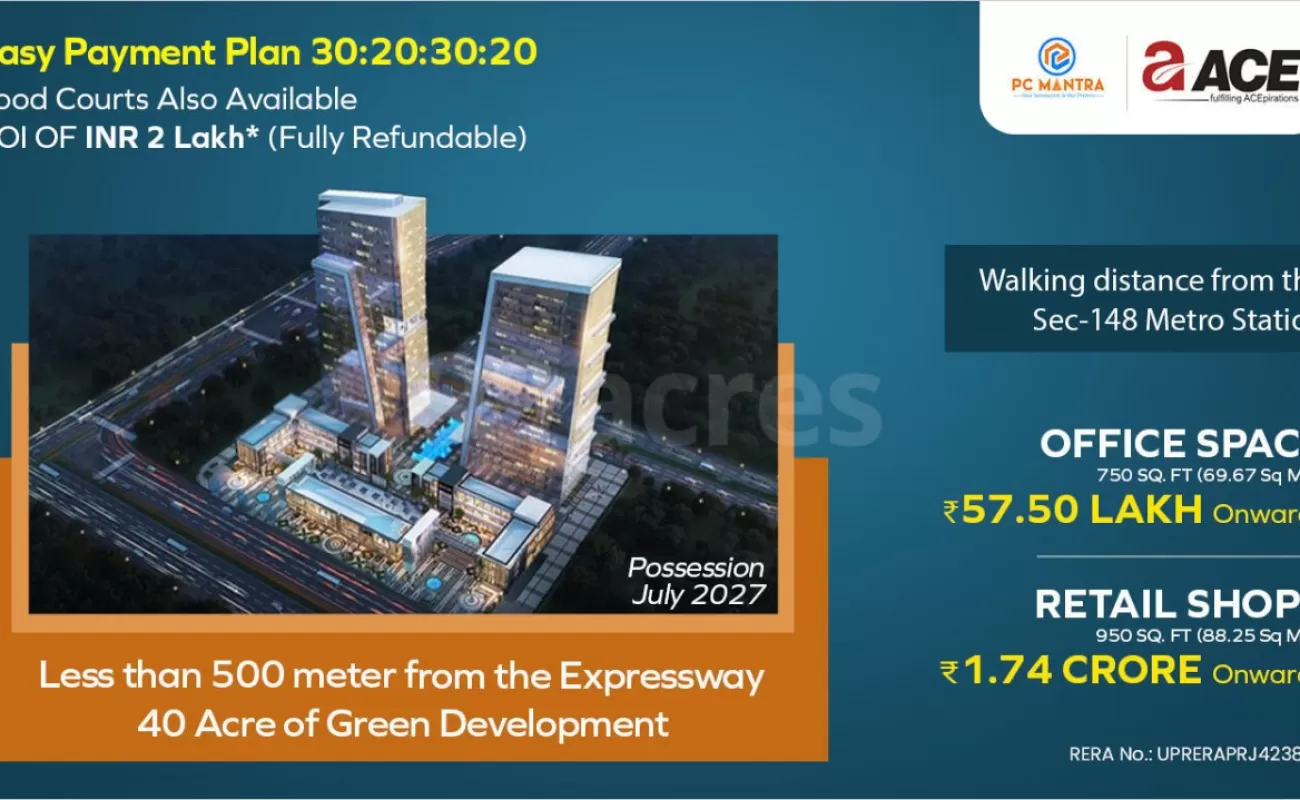 asy Payment Plan 30:20:30:20
ood Courts Also Available
OI OF INR 2 Lakh* (Fully Refundable)
PC MANTRA
a ACE
fulfilling ACEpirations
Walking distance from th
Sec-148 Metro Statio
OFFICE SPAC
750 SQ. FT (69.67 Sq M
₹57.50 LAKH Onward
RETAIL SHOP
950 SQ. FT (88.25 Sq M
₹1.74 CRORE Onward
acres
Possession
July 2027
Less than 500 meter from the Expressway
40 Acre of Green Development
RERA No.: UPRERAPRJ4238